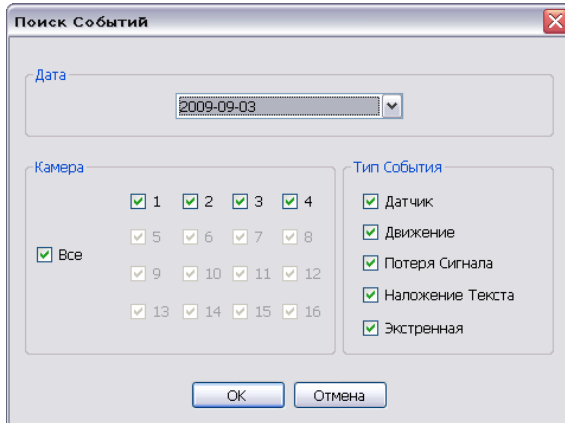 Поиск Событий
Дата
2009-09-03
Камера
Все
1 2 3 4
5 6 7 8
9 10 11 12
13 14 15 16
Тип События
Датчик
Движение
Потеря Сигнала
Наложение Текста
Экстренная
OK Отмена